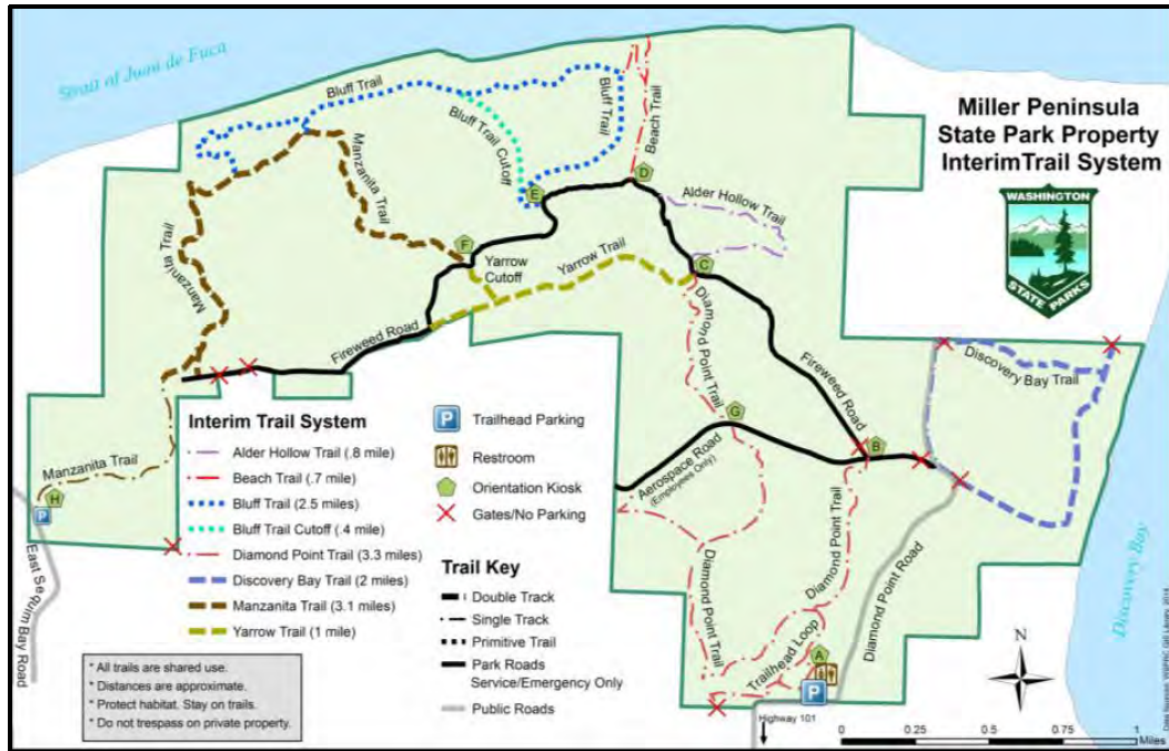 Strait of Juan de Fuca
Bluff Trail
Bluff Trail
Beach Trail
Bluff Trail Cutoff
Manzanita Trail
Manzanita Trail
D
E
F
Alder Hollow Trail
Yarrow Trail
Yarrow
Cutoff
C
Fireweed Road
Diamond Point Trail
Fireweed Road
Miller Peninsula
State Park Property
InterimTrail System
WASHINGTON
STATE PARKS
Discovery Bay Trail
G
B
Aerospace Road
(Employees Only)
Manzanita Trail
H
P
East Sequim Bay Road
Diamond Point Trail
Diamond Point Trail
Diamond Point Road
Trailhead Loop
A
P
Highway 101
Discovery Bay
Interim Trail System
Alder Hollow Trail (.8 mile)
Beach Trail (.7 mile)
Bluff Trail (2.5 miles)
Bluff Trail Cutoff (.4 mile)
Diamond Point Trail (3.3 miles)
Discovery Bay Trail (2 miles)
Manzanita Trail (3.1 miles)
Yarrow Trail (1 mile)
P
Trailhead Parking
Restroom
Orientation Kiosk
Gates/No Parking
Trail Key
Double Track
Single Track
Primitive Trail
Park Roads
Service/Emergency Only
Public Roads
* All trails are shared use.
* Distances are approximate.
* Protect habitat. Stay on trails.
* Do not trespass on private property.
N
0 0.25 0.5 0.75 1
Miles